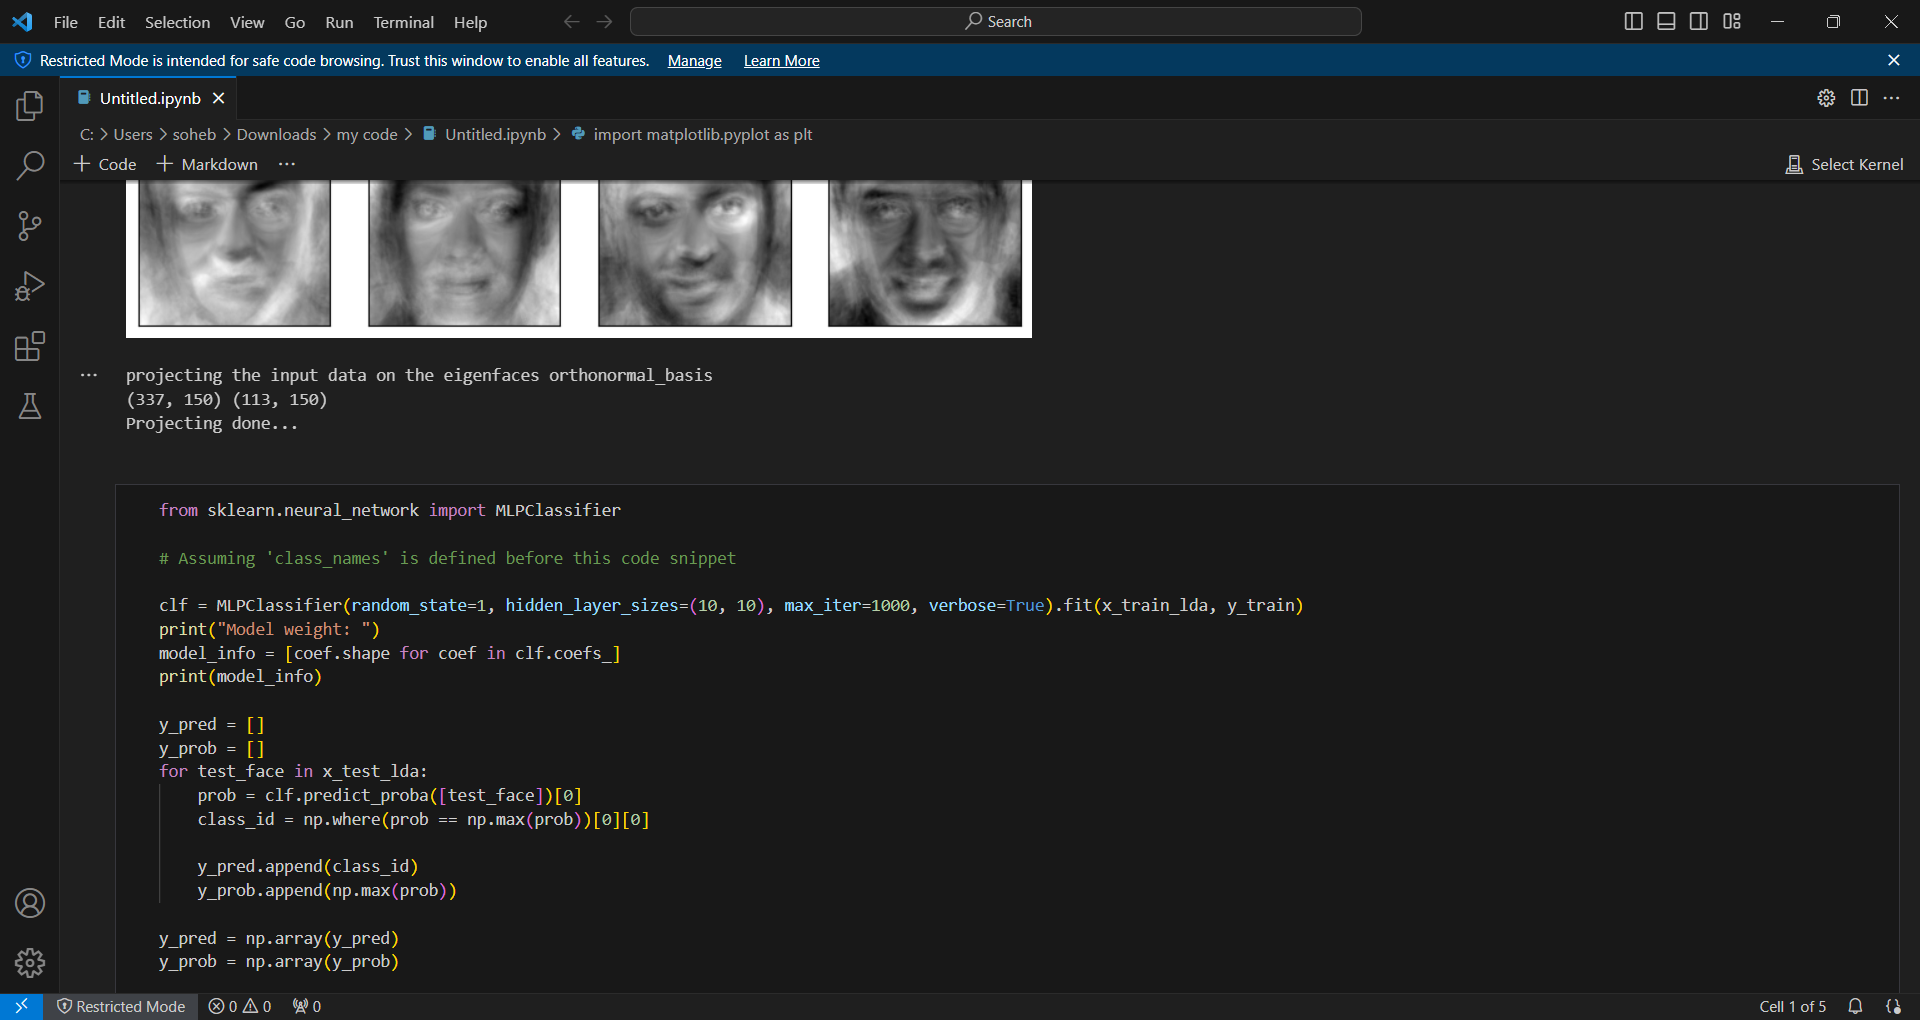 File Edit Selection View Go Run Terminal Help Search
Restricted Mode is intended for safe code browsing. Trust this window to enable all features. Manage Learn More
Untitled.ipynb
C: > Users > soheb > Downloads > my code > Untitled.ipynb > import matplotlib.pyplot as plt
+ Code + Markdown ... Select Kernel
projecting the input data on the eigenfaces orthonormal_basis
(337, 150) (113, 150)
Projecting done...
from sklearn.neural_network import MLPClassifier
# Assuming 'class_names' is defined before this code snippet
clf = MLPClassifier(random_state=1, hidden_layer_sizes=(10, 10), max_iter=1000, verbose=True).fit(x_train_lda, y_train)
print("Model weight: ")
model_info = [coef.shape for coef in clf.coefs_]
print(model_info)
y_pred = []
y_prob = []
for test_face in x_test_lda:
    prob = clf.predict_proba([test_face])[0]
    class_id = np.where(prob == np.max(prob))[0][0]
    y_pred.append(class_id)
    y_prob.append(np.max(prob))
y_pred = np.array(y_pred)
y_prob = np.array(y_prob)
Restricted Mode 0 0 0 Cell 1 of 5